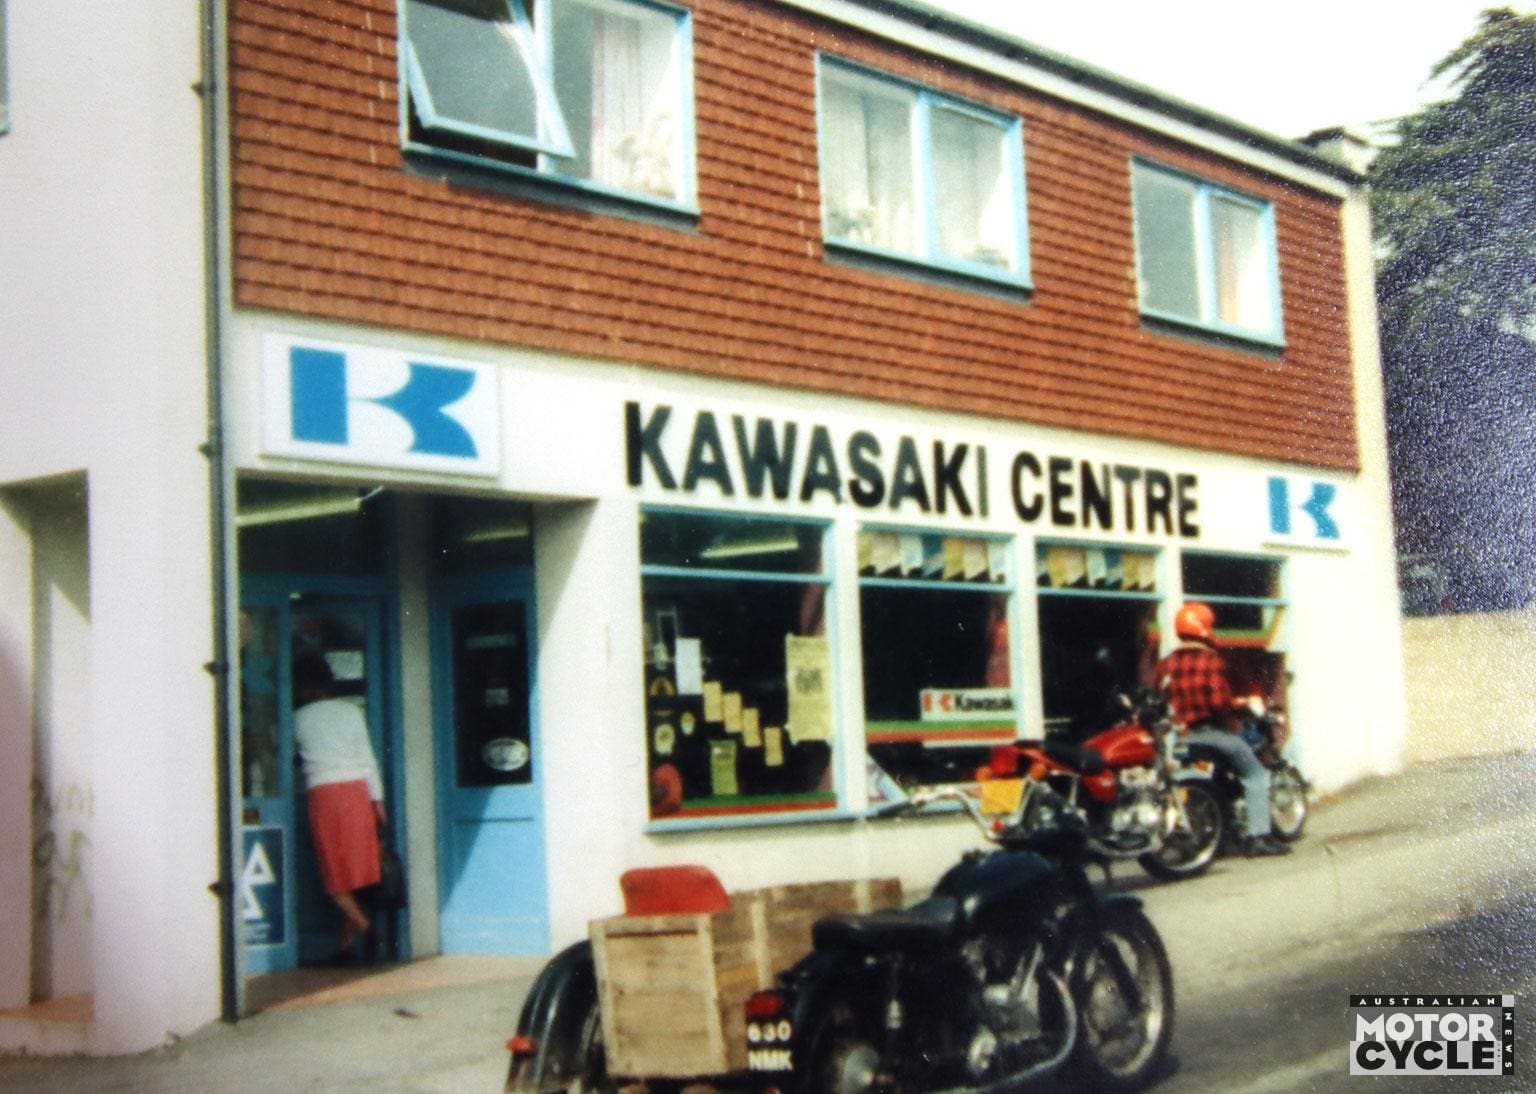 K
KAWASAKI CENTRE
K
Kawasaki
630
NMK
AUSTRALIAN
MOTOR
CYCLE
NEWS